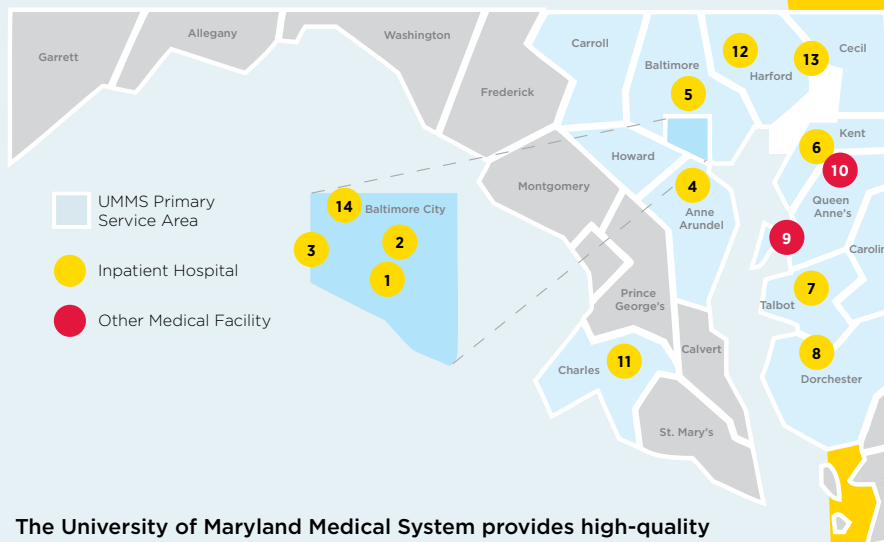 Garrett
Allegany
Washington
Frederick
Carroll
Baltimore
12
Harford
13
Cecil
5
Howard
Montgomery
4
Anne
Arundel
6
Kent
10
Queen
Anne's
9
7
Talbot
8
Dorchester
Prince
George's
Calvert
Charles
11
St. Mary's
14
Baltimore City
3
2
1
UMMS Primary
Service Area
Inpatient Hospital
Other Medical Facility
The University of Maryland Medical System provides high-quality